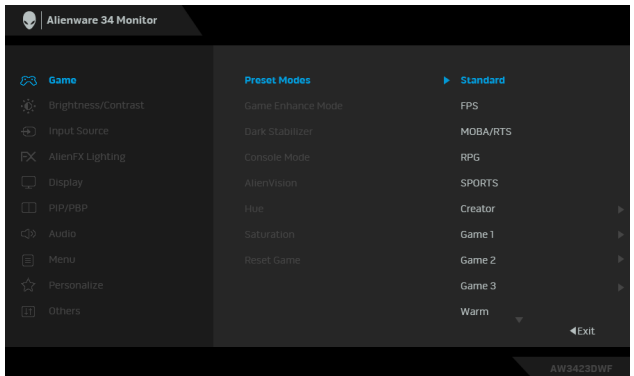 Alienware 34 Monitor
Game
Preset Modes
Standard
Brightness/Contrast
Game Enhance Mode
FPS
Input Source
Dark Stabilizer
MOBA/RTS
FX
AlienFX Lighting
Console Mode
RPG
Display
AlienVision
SPORTS
PIP/PBP
Hue
Creator
Audio
Saturation
Game 1
Menu
Reset Game
Game 2
Personalize
Game 3
Others
Warm
Exit
AW3423DWF